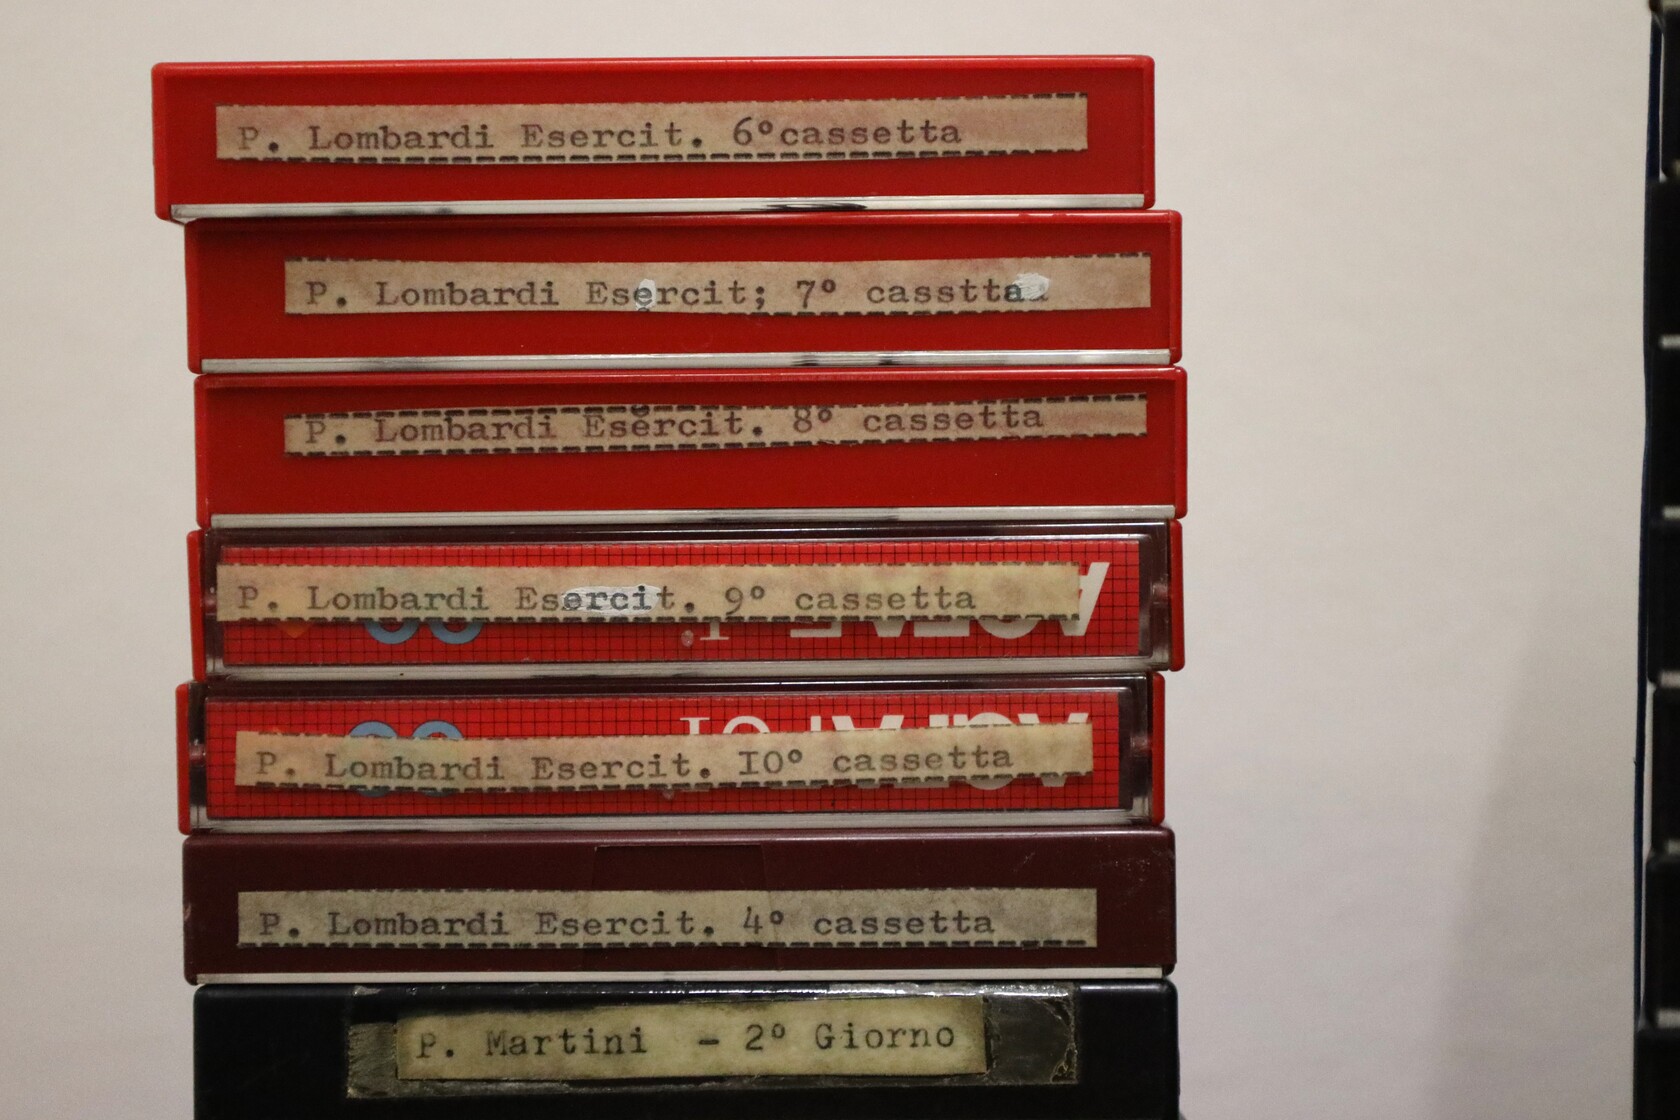 P. Lombardi Esercit. 6° cassetta
P. Lombardi Esercit; 7° casstta
P. Lombardi Esercit. 8° cassetta
P. Lombardi Esercit. 9° cassetta
P. Lombardi Esercit. I0° cassetta
P. Lombardi Esercit. 4° cassetta
P. Martini - 2° Giorno